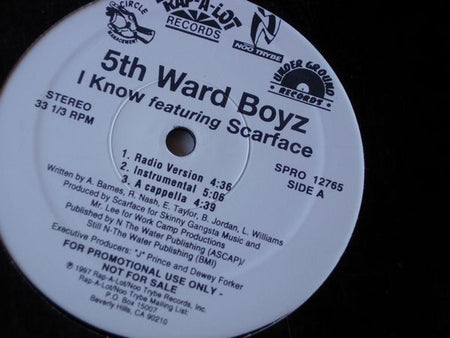 CIRCLE
MANAGEMENT
RAP-A-LOT
RECORDS
NOO TRYBE
UNDER GROUND
RECORDS
5th Ward Boyz
I Know featuring Scarface
STEREO
33 1/3 RPM
SPRO 12765
SIDE A
1. Radio Version 4:36
2. Instrumental 5:06
3. A cappella 4:39
Written by A. Barnes, R. Nash, E. Taylor, B. Jordan, L. Williams
Produced by Scarface for Skinny Gangsta Music and
Mr. Lee for Work Camp Productions
Published by N The Water Publishing (ASCAP)/
Still N-The Water Publishing (BMI)
Executive Producers: "J" Prince and Dewey Forker
FOR PROMOTIONAL USE ONLY -
NOT FOR SALE
℗ 1997 Rap-A-Lot/Noo Trybe Records, Inc.
Rap-A-Lot/Noo Trybe Mailing List:
P.O. Box 15007
Beverly Hills, CA 90210